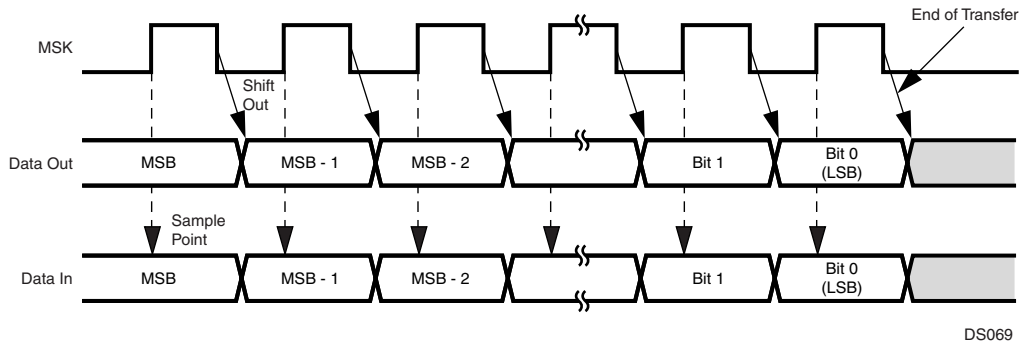 End of Transfer
MSK
Shift
Out
Data Out
MSB
MSB - 1
MSB - 2
Bit 1
Bit 0
(LSB)
Sample
Point
Data In
MSB
MSB - 1
MSB - 2
Bit 1
Bit 0
(LSB)
DS069